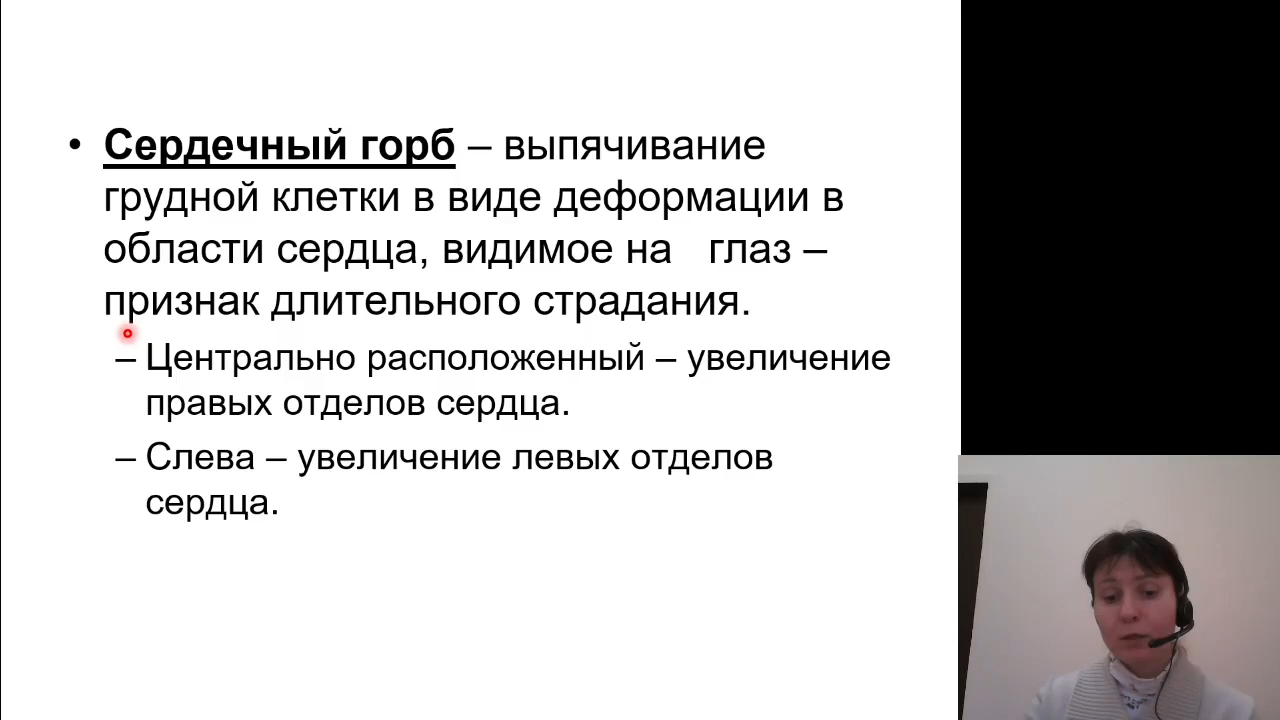 • Сердечный горб – выпячивание
грудной клетки в виде деформации в
области сердца, видимое на глаз –
признак длительного страдания.
– Центрально расположенный – увеличение
правых отделов сердца.
– Слева – увеличение левых отделов
сердца.